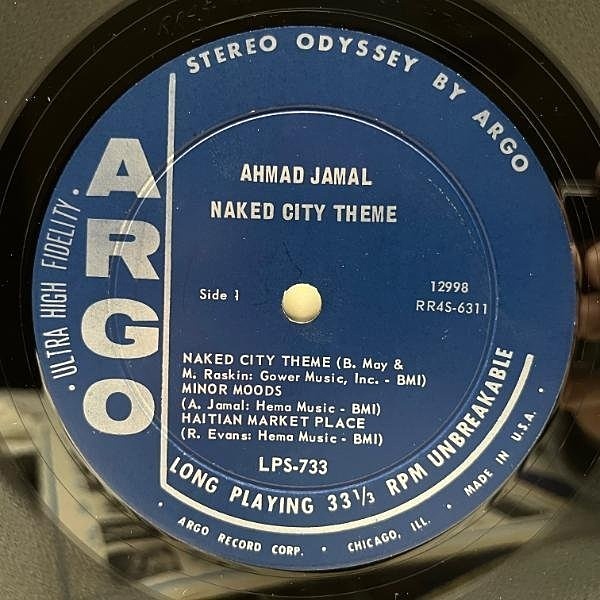 STEREO ODYSSEY BY ARGO
• ULTRA HIGH FIDELITY •
ARGO
AHMAD JAMAL
NAKED CITY THEME
Side 1
12998
RR4S-6311
NAKED CITY THEME (B. May &
M. Raskin: Gower Music, Inc. - BMI)
MINOR MOODS
(A. Jamal: Hema Music - BMI)
HAITIAN MARKET PLACE
(R. Evans: Hema Music - BMI)
LPS-733
LONG PLAYING 33 1/3 RPM UNBREAKABLE
• ARGO RECORD CORP. • CHICAGO, ILL. • MADE IN U.S.A. •